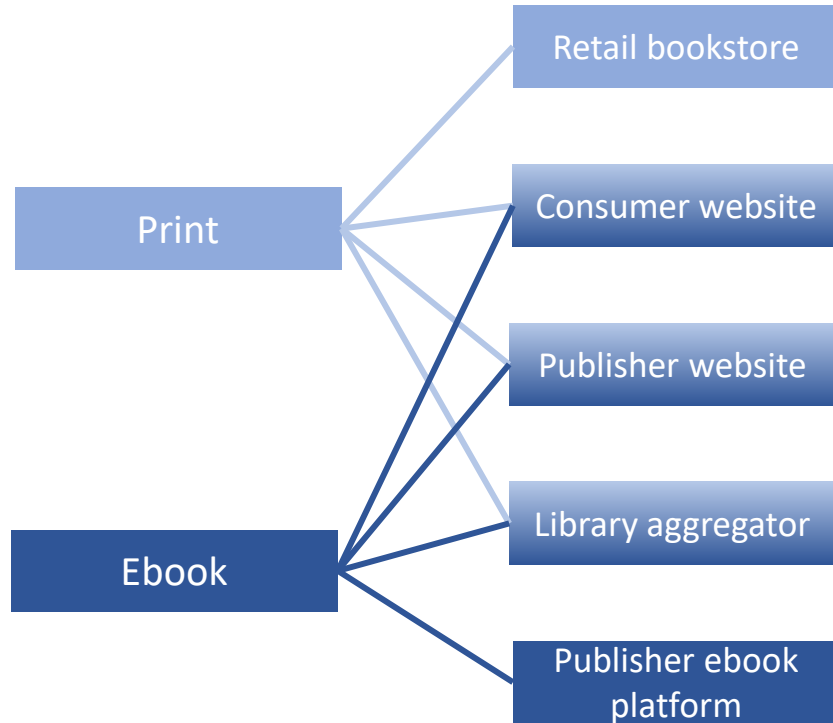 Retail bookstore
Print
Consumer website
Publisher website
Library aggregator
Ebook
Publisher ebook
platform